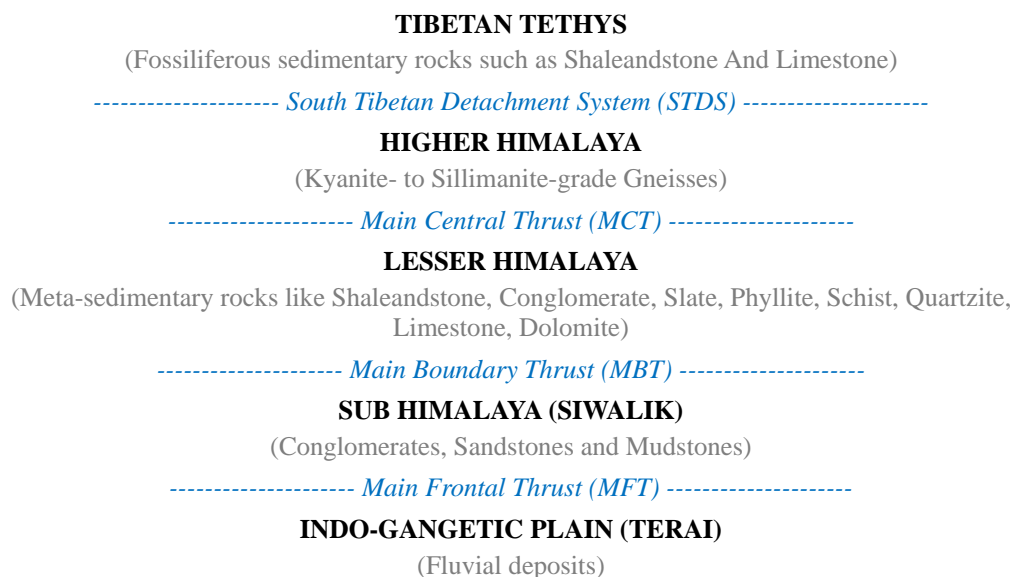 TIBETAN TETHYS
(Fossiliferous sedimentary rocks such as Shaleandstone And Limestone)
--------------------- South Tibetan Detachment System (STDS) ---------------------
HIGHER HIMALAYA
(Kyanite- to Sillimanite-grade Gneisses)
--------------------- Main Central Thrust (MCT) ---------------------
LESSER HIMALAYA
(Meta-sedimentary rocks like Shaleandstone, Conglomerate, Slate, Phyllite, Schist, Quartzite,
Limestone, Dolomite)
--------------------- Main Boundary Thrust (MBT) ---------------------
SUB HIMALAYA (SIWALIK)
(Conglomerates, Sandstones and Mudstones)
--------------------- Main Frontal Thrust (MFT) ---------------------
INDO-GANGETIC PLAIN (TERAI)
(Fluvial deposits)